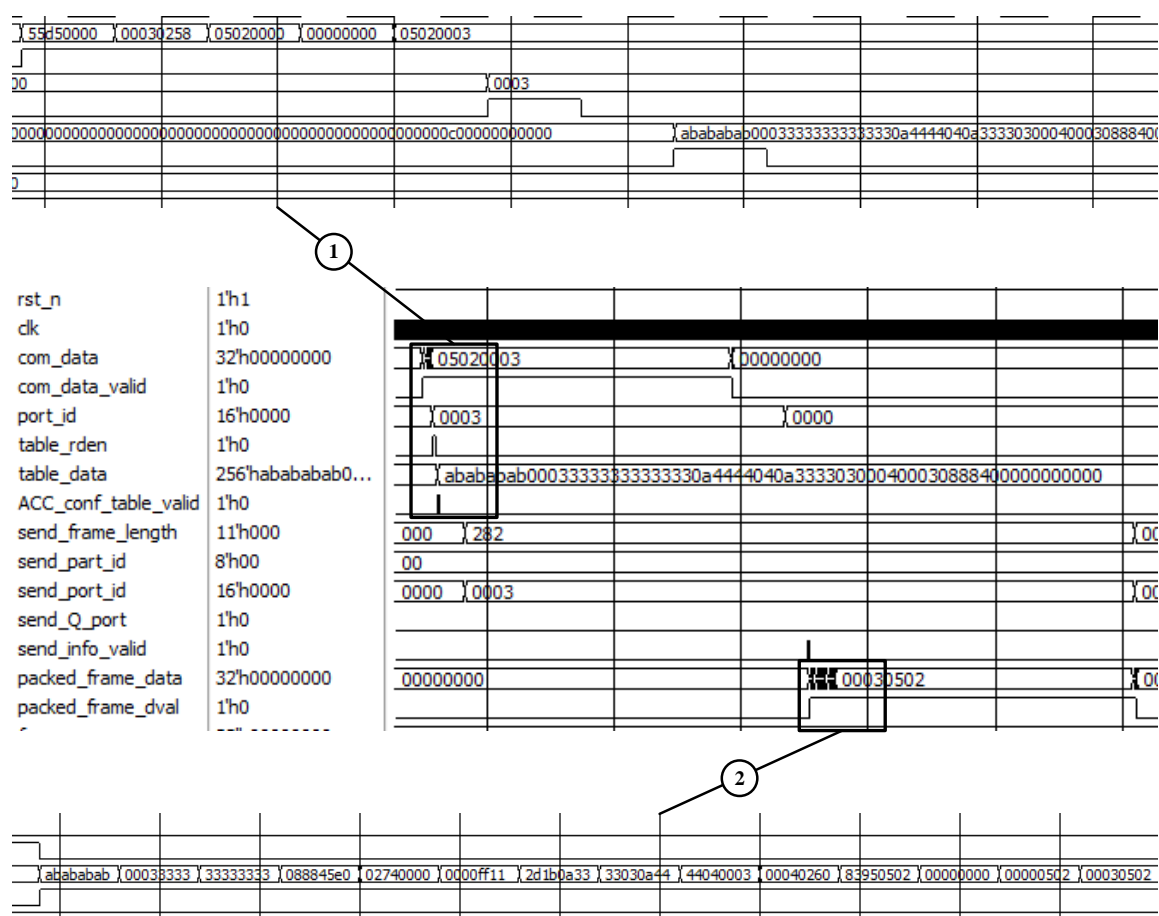 55d50000 00030258 05020000 00000000 05020003
00 0003
0
1
rst_n 1'h1
clk 1'h0
com_data 32'h00000000 05020003 00000000
com_data_valid 1'h0
port_id 16'h0000 0003 0000
table_rden 1'h0
table_data 256'habababab0...
ACC_conf_table_valid 1'h0
send_frame_length 11'h000 000 282 00
send_part_id 8'h00 00
send_port_id 16'h0000 0000 0003 00
send_Q_port 1'h0
send_info_valid 1'h0
packed_frame_data 32'h00000000 00000000 00030502 00
packed_frame_dval 1'h0
2
abababab 00033333 33333333 088845e0 02740000 0000ff11 2d1b0a33 33030a44 44040003 00040260 83950502 00000000 00000502 00030502